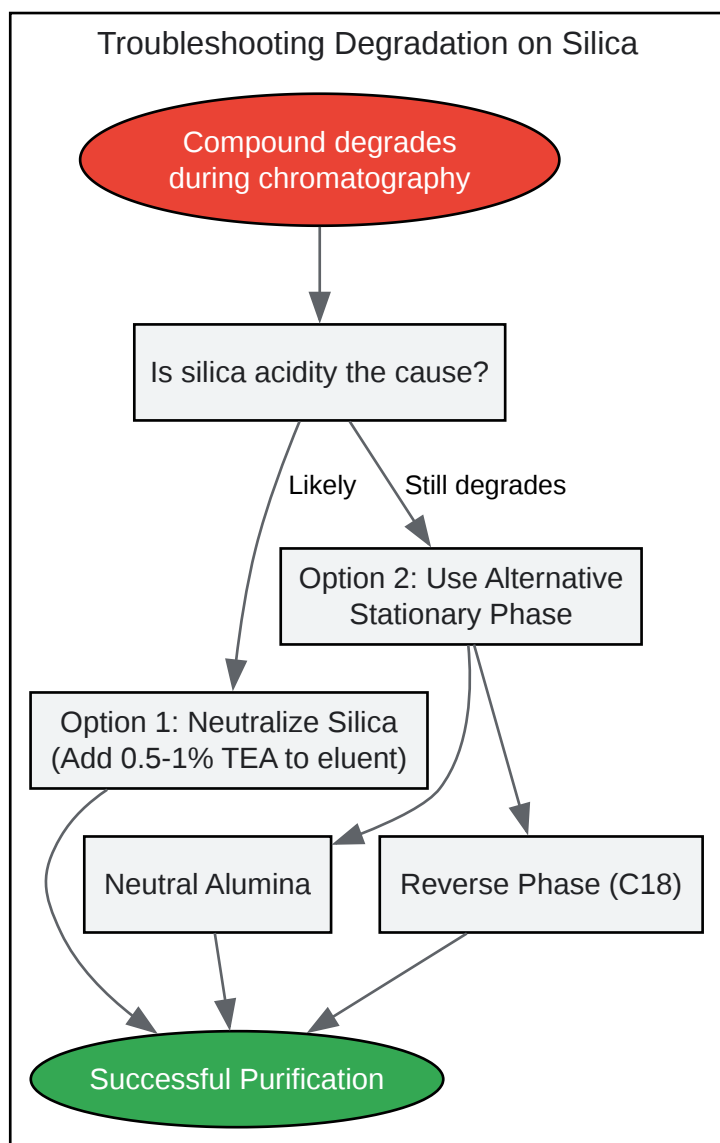 Troubleshooting Degradation on Silica
Compound degrades
during chromatography
Is silica acidity the cause?
Likely
Still degrades
Option 2: Use Alternative
Stationary Phase
Option 1: Neutralize Silica
(Add 0.5-1% TEA to eluent)
Neutral Alumina
Reverse Phase (C18)
Successful Purification